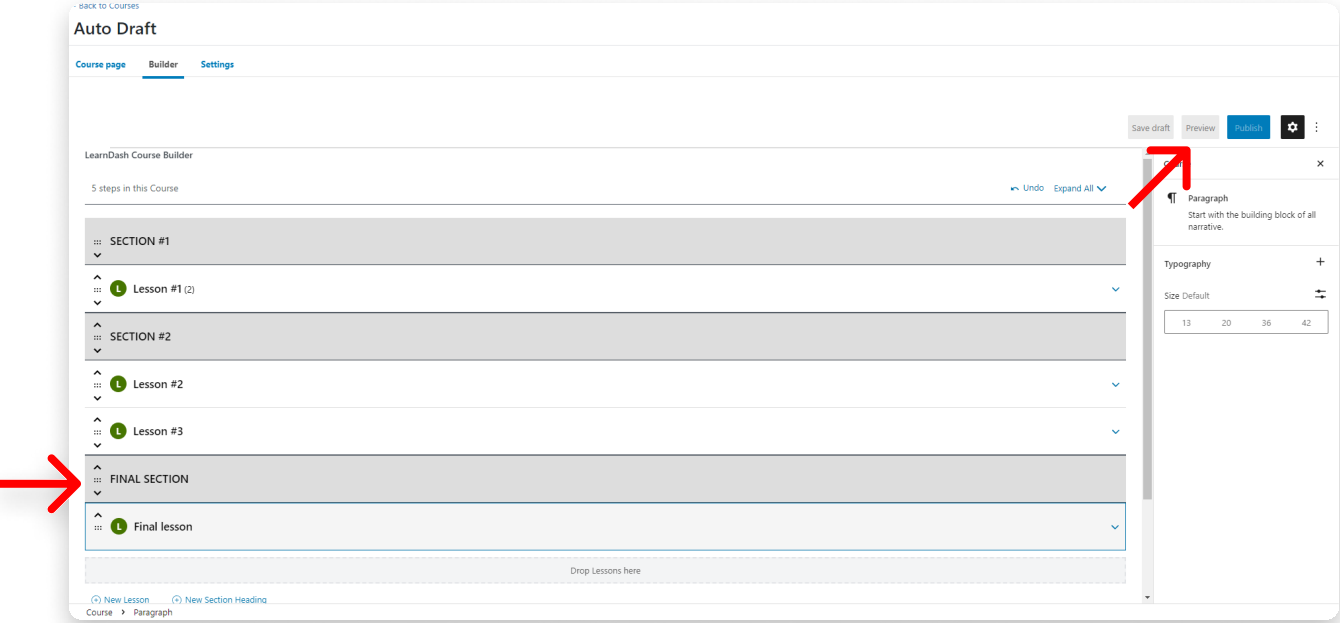 Back to Courses
Auto Draft
Course page Builder Settings
Save draft Preview Publish
LearnDash Course Builder
5 steps in this Course Undo Expand All
SECTION #1
L Lesson #1 (2)
SECTION #2
L Lesson #2
L Lesson #3
FINAL SECTION
L Final lesson
Drop Lessons here
New Lesson New Section Heading
Course > Paragraph
¶ Paragraph
Start with the building block of all
narrative.
Typography
Size Default
13 20 36 42